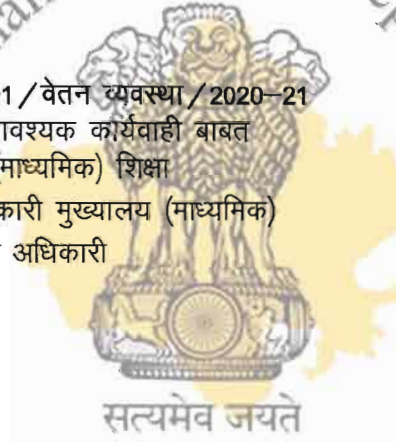 1/वेतन व्यवस्था/2020–21
आवश्यक कार्यवाही बाबत
(माध्यमिक) शिक्षा
मुख्यालय (माध्यमिक)
अधिकारी
सत्यमेव जयते